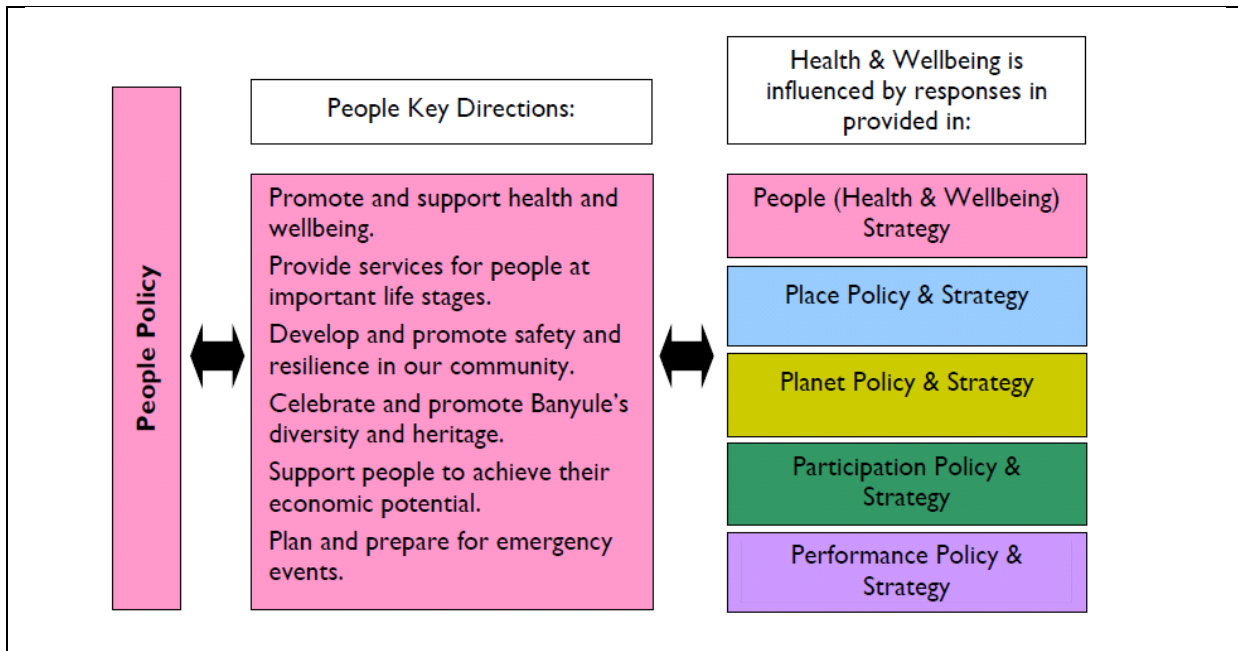 People Policy
People Key Directions:
Promote and support health and
wellbeing.
Provide services for people at
important life stages.
Develop and promote safety and
resilience in our community.
Celebrate and promote Banyule’s
diversity and heritage.
Support people to achieve their
economic potential.
Plan and prepare for emergency
events.
Health & Wellbeing is
influenced by responses in
provided in:
People (Health & Wellbeing)
Strategy
Place Policy & Strategy
Planet Policy & Strategy
Participation Policy &
Strategy
Performance Policy &
Strategy